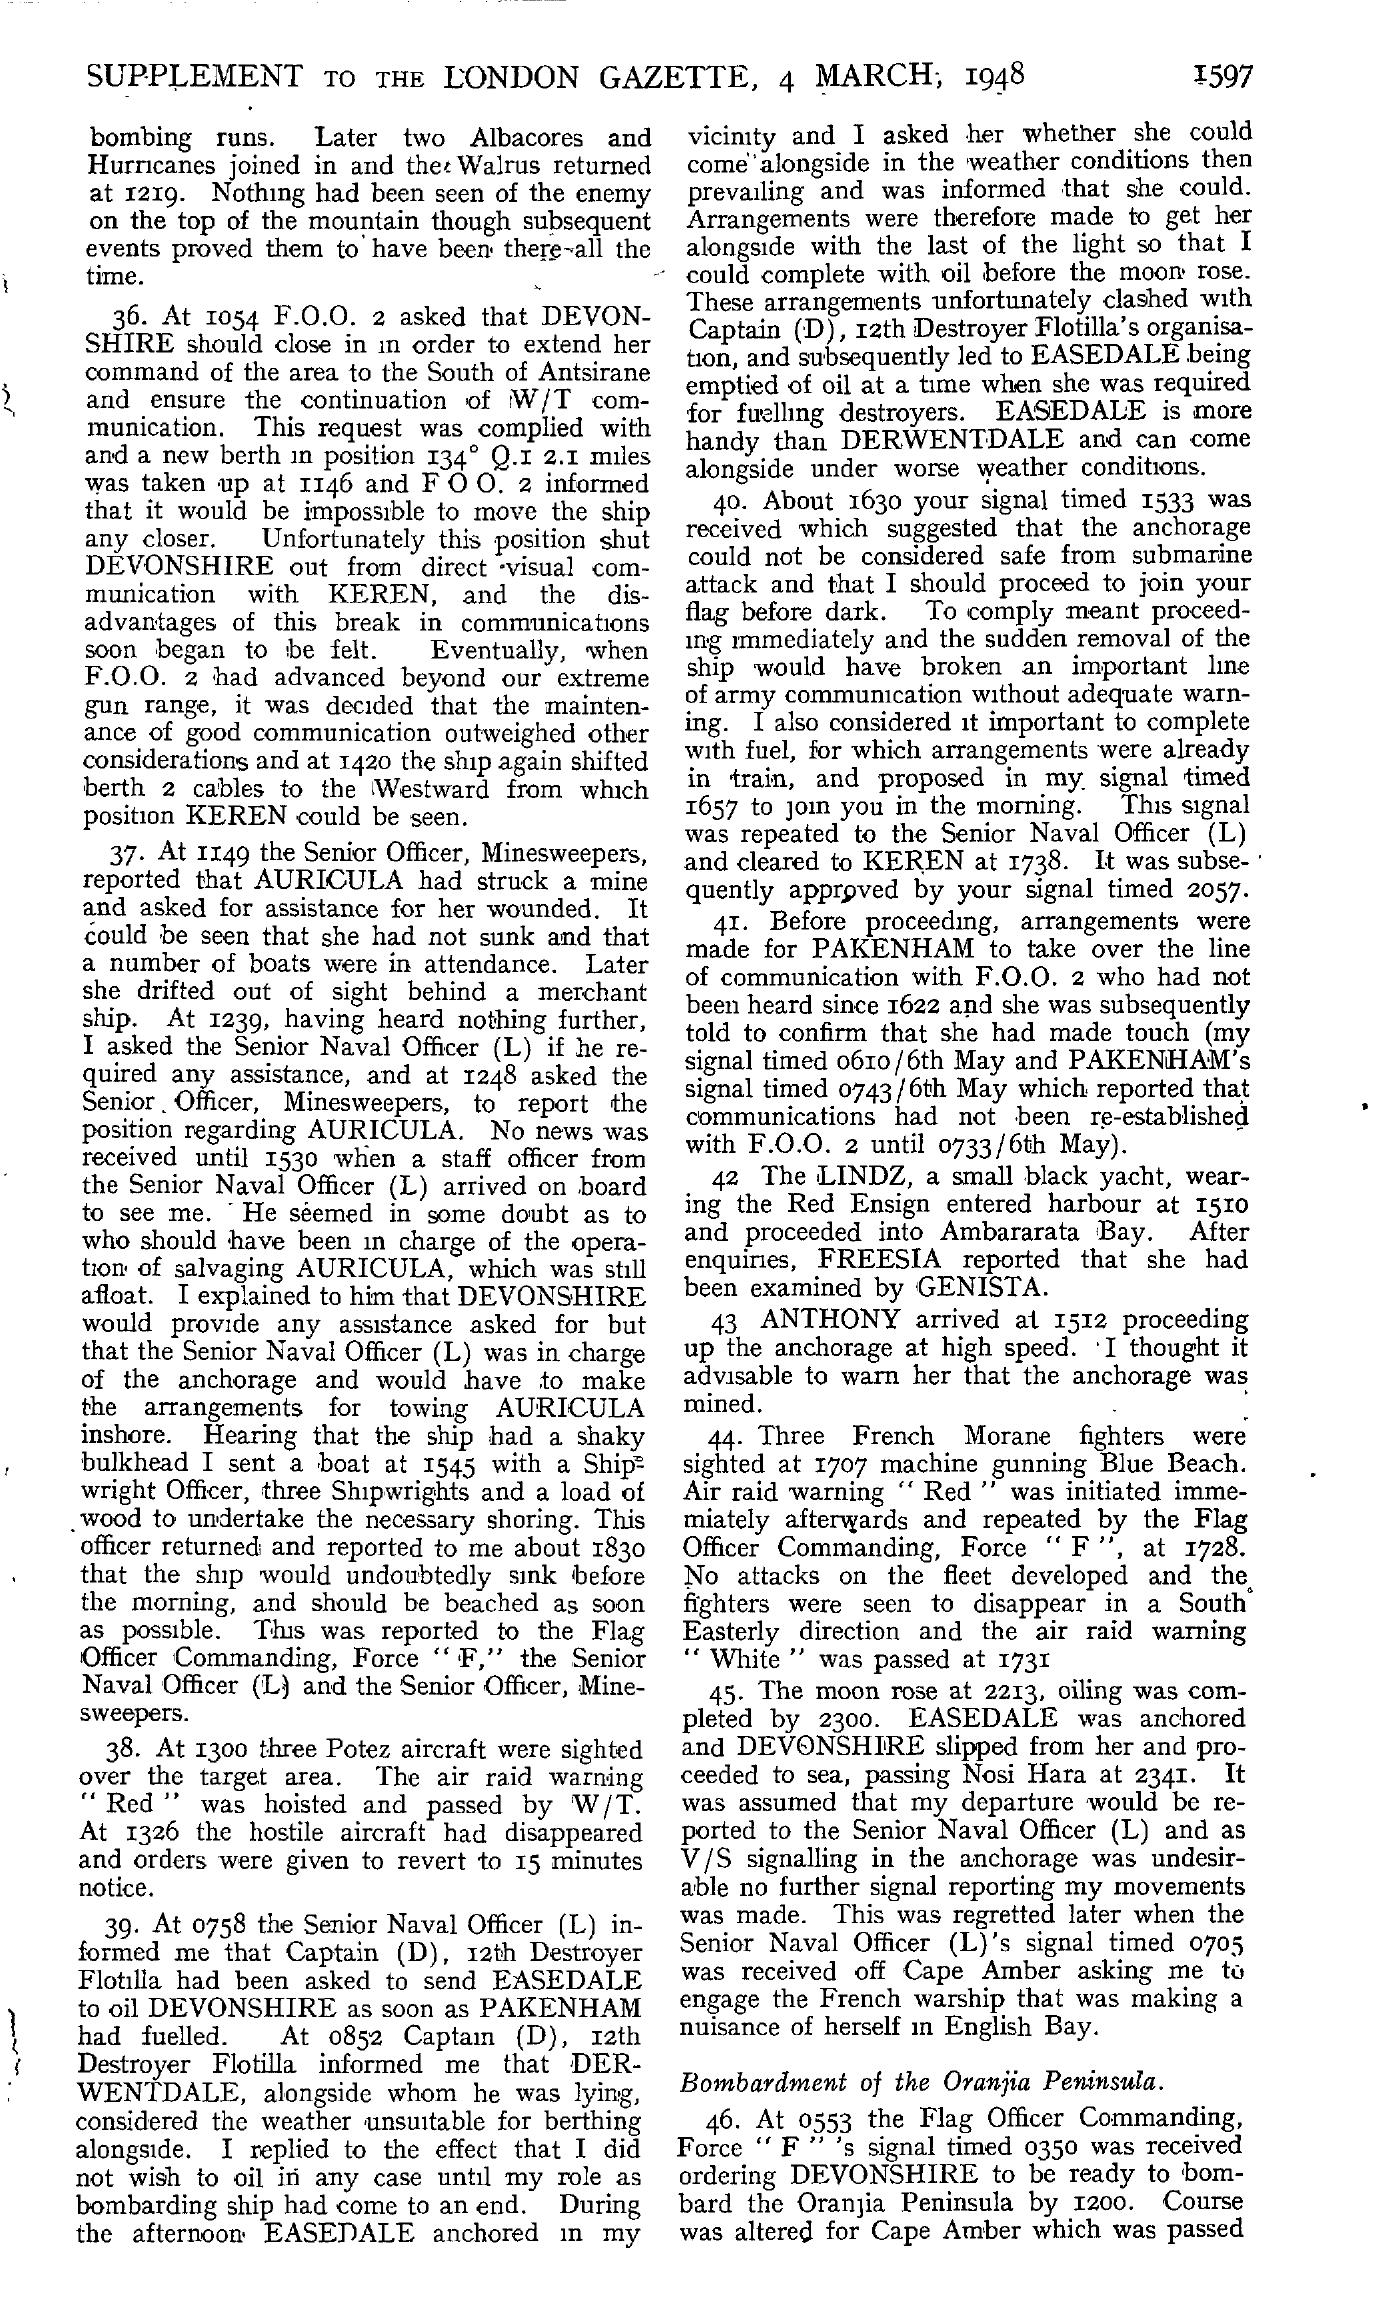 SUPPLEMENT TO THE LONDON GAZETTE, 4 MARCH, 1948 1597
bombing runs. Later two Albacores and
Hurricanes joined in and the Walrus returned
at 1219. Nothing had been seen of the enemy
on the top of the mountain though subsequent
events proved them to have been there all the
time.
36. At 1054 F.O.O. 2 asked that DEVON-
SHIRE should close in in order to extend her
command of the area to the South of Antsirane
and ensure the continuation of W/T com-
munication. This request was complied with
and a new berth in position 134° Q.1 2.1 miles
was taken up at 1146 and F O O. 2 informed
that it would be impossible to move the ship
any closer. Unfortunately this position shut
DEVONSHIRE out from direct visual com-
munication with KEREN, and the dis-
advantages of this break in communications
soon began to be felt. Eventually, when
F.O.O. 2 had advanced beyond our extreme
gun range, it was decided that the mainten-
ance of good communication outweighed other
considerations and at 1420 the ship again shifted
berth 2 cables to the Westward from which
position KEREN could be seen.
37. At 1149 the Senior Officer, Minesweepers,
reported that AURICULA had struck a mine
and asked for assistance for her wounded. It
could be seen that she had not sunk and that
a number of boats were in attendance. Later
she drifted out of sight behind a merchant
ship. At 1239, having heard nothing further,
I asked the Senior Naval Officer (L) if he re-
quired any assistance, and at 1248 asked the
Senior Officer, Minesweepers, to report the
position regarding AURICULA. No news was
received until 1530 when a staff officer from
the Senior Naval Officer (L) arrived on board
to see me. He seemed in some doubt as to
who should have been in charge of the opera-
tion of salvaging AURICULA, which was still
afloat. I explained to him that DEVONSHIRE
would provide any assistance asked for but
that the Senior Naval Officer (L) was in charge
of the anchorage and would have to make
the arrangements for towing AURICULA
inshore. Hearing that the ship had a shaky
bulkhead I sent a boat at 1545 with a Ship-
wright Officer, three Shipwrights and a load of
wood to undertake the necessary shoring. This
officer returned and reported to me about 1830
that the ship would undoubtedly sink before
the morning, and should be beached as soon
as possible. This was reported to the Flag
Officer Commanding, Force "F," the Senior
Naval Officer (L) and the Senior Officer, Mine-
sweepers.
38. At 1300 three Potez aircraft were sighted
over the target area. The air raid warning
"Red" was hoisted and passed by W/T.
At 1326 the hostile aircraft had disappeared
and orders were given to revert to 15 minutes
notice.
39. At 0758 the Senior Naval Officer (L) in-
formed me that Captain (D), 12th Destroyer
Flotilla had been asked to send EASEDALE
to oil DEVONSHIRE as soon as PAKENHAM
had fuelled. At 0852 Captain (D), 12th
Destroyer Flotilla informed me that DER-
WENTDALE, alongside whom he was lying,
considered the weather unsuitable for berthing
alongside. I replied to the effect that I did
not wish to oil in any case until my role as
bombarding ship had come to an end. During
the afternoon EASEDALE anchored in my
vicinity and I asked her whether she could
come alongside in the weather conditions then
prevailing and was informed that she could.
Arrangements were therefore made to get her
alongside with the last of the light so that I
could complete with oil before the moon rose.
These arrangements unfortunately clashed with
Captain (D), 12th Destroyer Flotilla's organisa-
tion, and subsequently led to EASEDALE being
emptied of oil at a time when she was required
for fuelling destroyers. EASEDALE is more
handy than DERWENTDALE and can come
alongside under worse weather conditions.
40. About 1630 your signal timed 1533 was
received which suggested that the anchorage
could not be considered safe from submarine
attack and that I should proceed to join your
flag before dark. To comply meant proceed-
ing immediately and the sudden removal of the
ship would have broken an important line
of army communication without adequate warn-
ing. I also considered it important to complete
with fuel, for which arrangements were already
in train, and proposed in my signal timed
1657 to join you in the morning. This signal
was repeated to the Senior Naval Officer (L)
and cleared to KEREN at 1738. It was subse-
quently approved by your signal timed 2057.
41. Before proceeding, arrangements were
made for PAKENHAM to take over the line
of communication with F.O.O. 2 who had not
been heard since 1622 and she was subsequently
told to confirm that she had made touch (my
signal timed 0610/6th May and PAKENHAM's
signal timed 0743/6th May which reported that
communications had not been re-established
with F.O.O. 2 until 0733/6th May).
42 The LINDZ, a small black yacht, wear-
ing the Red Ensign entered harbour at 1510
and proceeded into Ambararata Bay. After
enquiries, FREESIA reported that she had
been examined by GENISTA.
43 ANTHONY arrived at 1512 proceeding
up the anchorage at high speed. I thought it
advisable to warn her that the anchorage was
mined.
44. Three French Morane fighters were
sighted at 1707 machine gunning Blue Beach.
Air raid warning "Red" was initiated imme-
miately afterwards and repeated by the Flag
Officer Commanding, Force "F", at 1728.
No attacks on the fleet developed and the
fighters were seen to disappear in a South
Easterly direction and the air raid warning
"White" was passed at 1731
45. The moon rose at 2213, oiling was com-
pleted by 2300. EASEDALE was anchored
and DEVONSHIRE slipped from her and pro-
ceeded to sea, passing Nosi Hara at 2341. It
was assumed that my departure would be re-
ported to the Senior Naval Officer (L) and as
V/S signalling in the anchorage was undesir-
able no further signal reporting my movements
was made. This was regretted later when the
Senior Naval Officer (L)'s signal timed 0705
was received off Cape Amber asking me to
engage the French warship that was making a
nuisance of herself in English Bay.
Bombardment of the Oranjia Peninsula.
46. At 0553 the Flag Officer Commanding,
Force "F" 's signal timed 0350 was received
ordering DEVONSHIRE to be ready to bom-
bard the Oranjia Peninsula by 1200. Course
was altered for Cape Amber which was passed